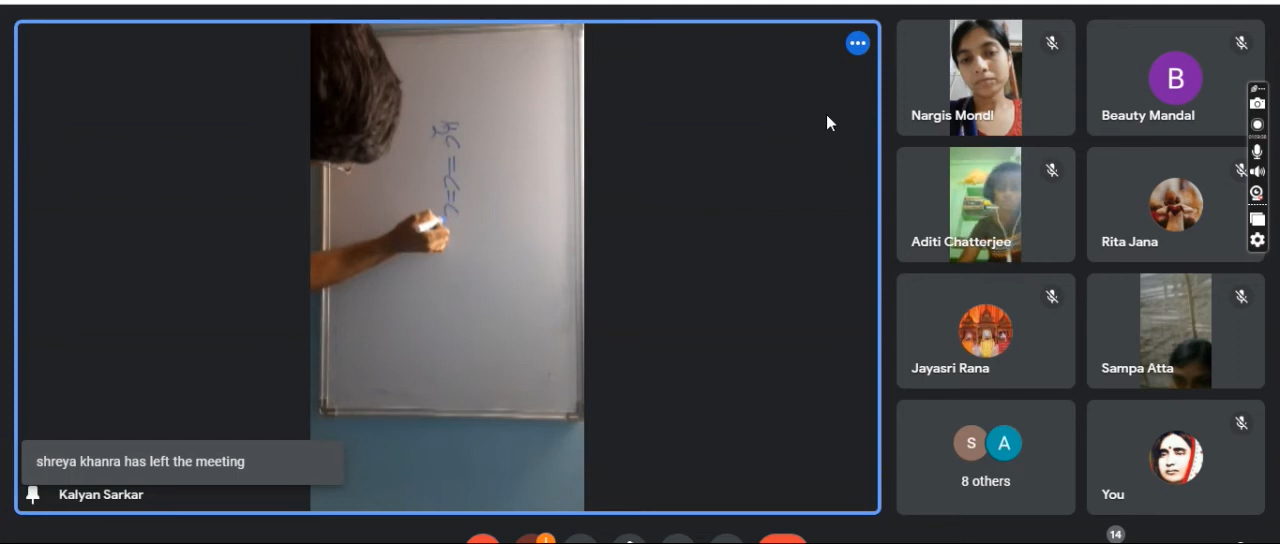 Nargis Mondl
B
Beauty Mandal
Aditi Chatterjee
Rita Jana
Jayasri Rana
Sampa Atta
S A
8 others
You
shreya khanra has left the meeting
Kalyan Sarkar
14